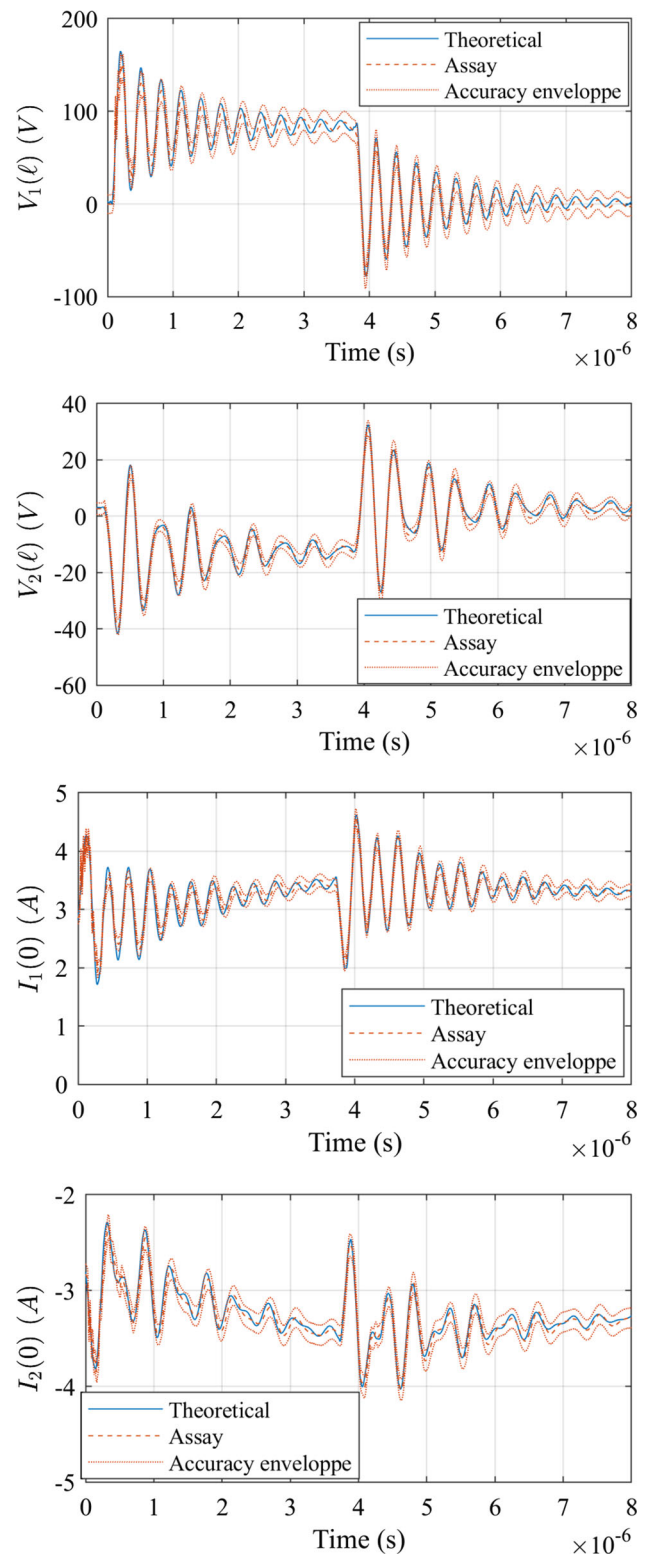 200
Theoretical
Assay
Accuracy enveloppe
100
V₁(ℓ) (V)
0
-100
0 1 2 3 4 5 6 7 8
Time (s)
×10⁻⁶
40
20
0
V₂(ℓ) (V)
-20
Theoretical
Assay
-40
Accuracy enveloppe
-60
0 1 2 3 4 5 6 7 8
Time (s)
×10⁻⁶
5
4
3
I₁(0) (A)
2
Theoretical
1
Assay
Accuracy enveloppe
0
0 1 2 3 4 5 6 7 8
Time (s)
×10⁻⁶
-2
-3
I₂(0) (A)
-4
Theoretical
Assay
Accuracy enveloppe
-5
0 1 2 3 4 5 6 7 8
Time (s)
×10⁻⁶